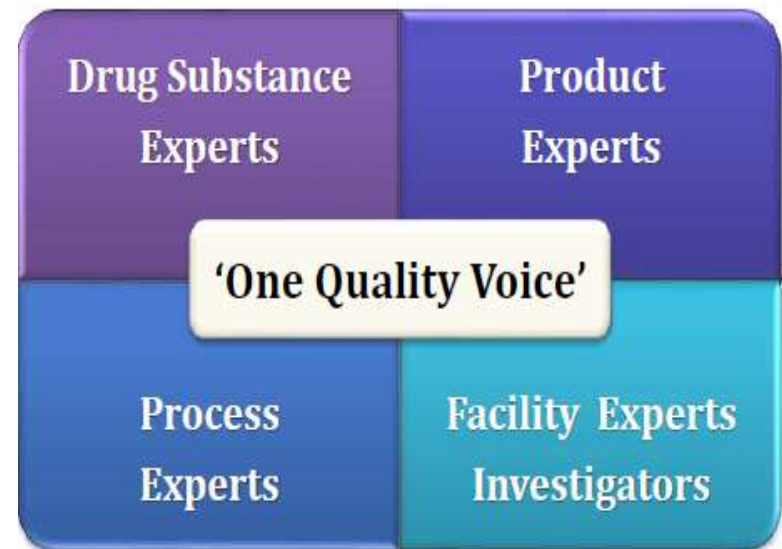 Drug Substance
Experts
Product
Experts
‘One Quality Voice’
Process
Experts
Facility Experts
Investigators